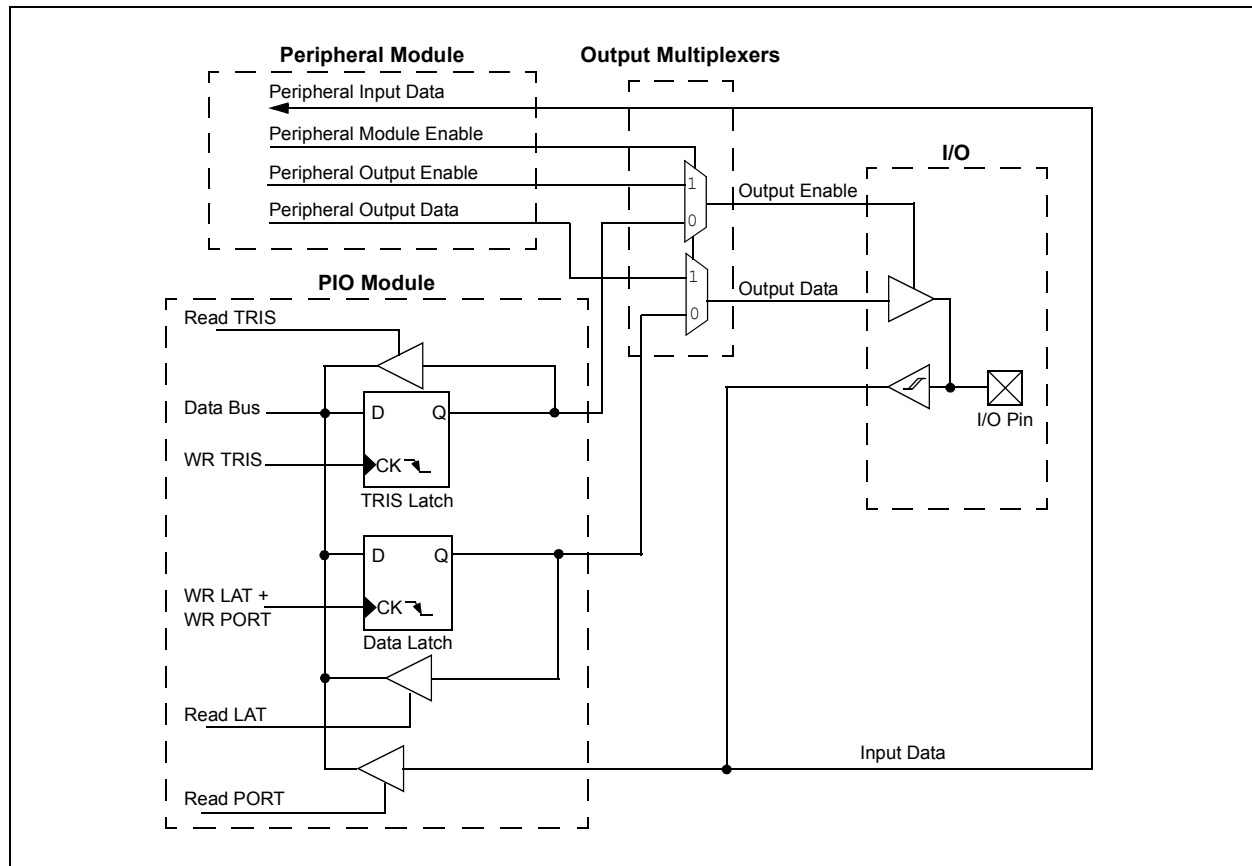 Peripheral Module
Output Multiplexers
Peripheral Input Data
Peripheral Module Enable
Peripheral Output Enable
Peripheral Output Data
1
0
Output Enable
1
0
Output Data
I/O
I/O Pin
PIO Module
Read TRIS
Data Bus
D Q
WR TRIS
CK
TRIS Latch
D Q
WR LAT +
WR PORT
CK
Data Latch
Read LAT
Read PORT
Input Data